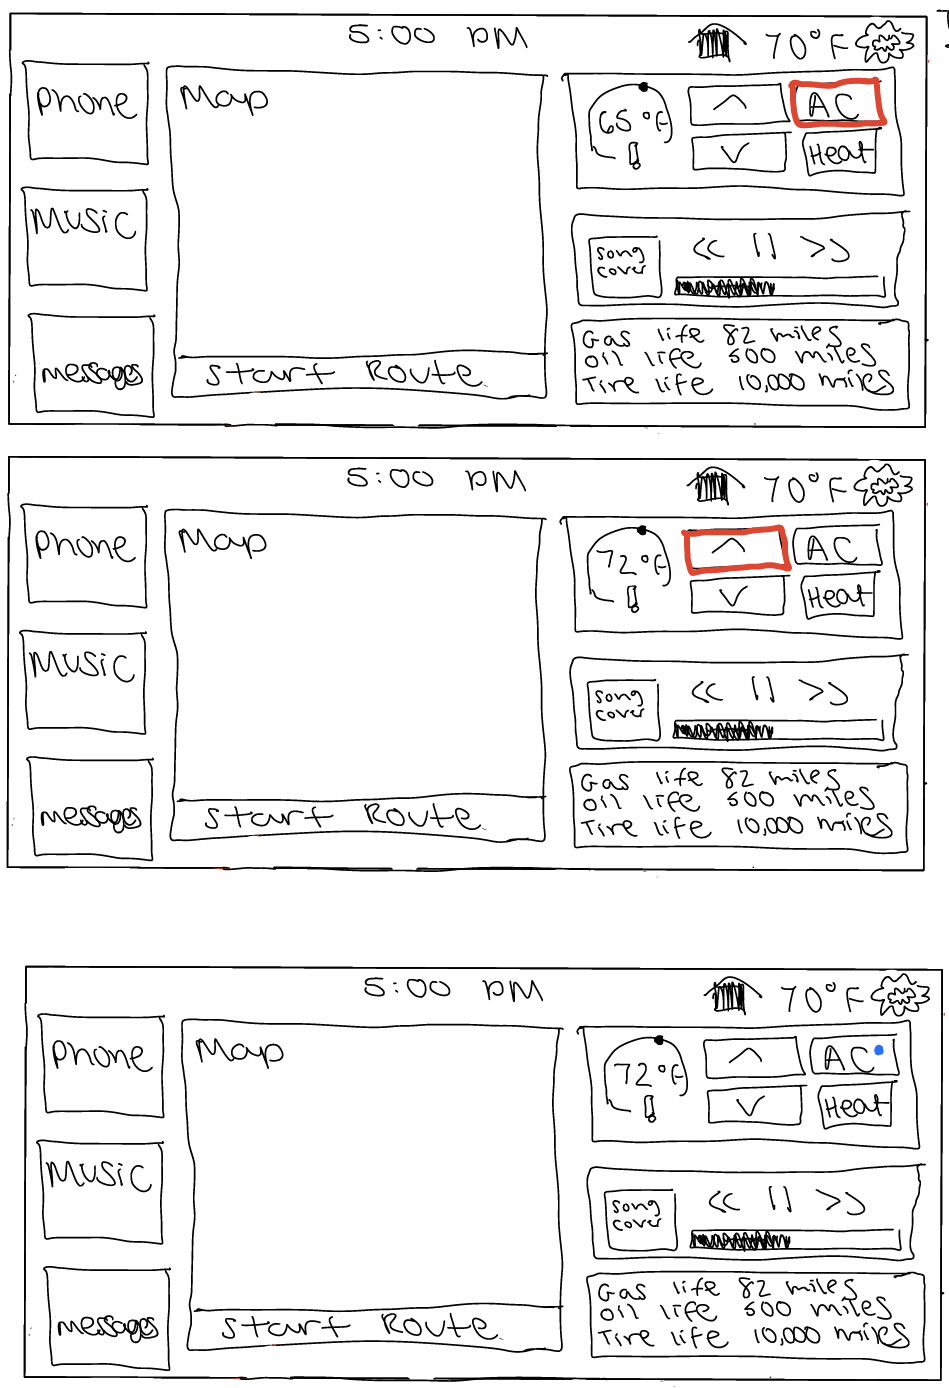 5:00 PM
70°F
Phone
Music
messages
Map
Start Route
65°F
AC
Heat
song
cover
<< || >>
Gas life 82 miles
Oil life 500 miles
Tire life 10,000 miles
5:00 PM
70°F
Phone
Music
messages
Map
Start Route
72°F
AC
Heat
song
cover
<< || >>
Gas life 82 miles
Oil life 500 miles
Tire life 10,000 miles
5:00 PM
70°F
Phone
Music
messages
Map
Start Route
72°F
AC
Heat
song
cover
<< || >>
Gas life 82 miles
Oil life 500 miles
Tire life 10,000 miles